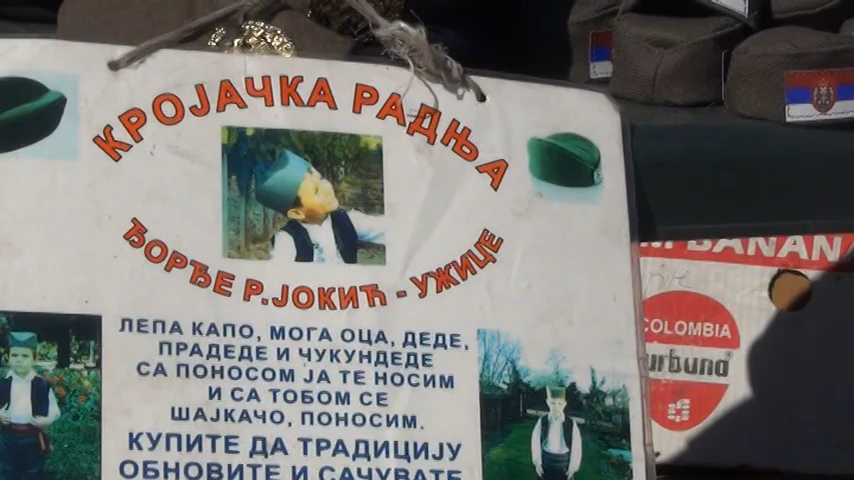 КРОЈАЧКА РАДЊА
ЂОРЂЕ Р. ЈОКИЋ - УЖИЦЕ
ЛЕПА КАПО, МОГА ОЦА, ДЕДЕ,
ПРАДЕДЕ И ЧУКУНДЕДЕ
СА ПОНОСОМ ЈА ТЕ НОСИМ
И СА ТОБОМ СЕ
ШАЈКАЧО, ПОНОСИМ.
КУПИТЕ ДА ТРАДИЦИЈУ
ОБНОВИТЕ И САЧУВАТЕ
BANAN
COLOMBIA
urbana